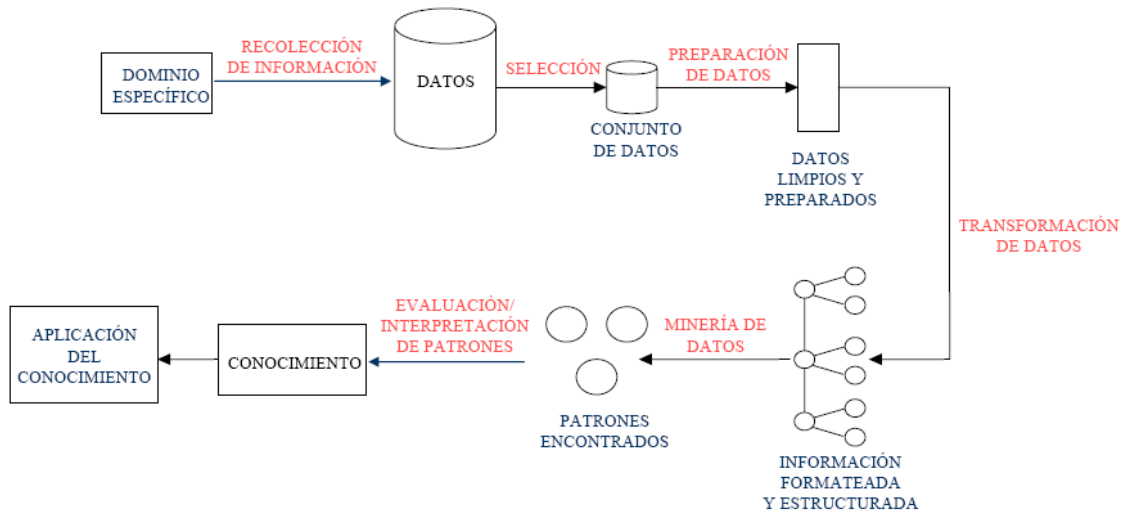 DOMINIO
ESPECÍFICO
RECOLECCIÓN
DE INFORMACIÓN
DATOS
SELECCIÓN
CONJUNTO
DE DATOS
PREPARACIÓN
DE DATOS
DATOS
LIMPIOS Y
PREPARADOS
TRANSFORMACIÓN
DE DATOS
INFORMACIÓN
FORMATEADA
Y ESTRUCTURADA
MINERÍA DE
DATOS
PATRONES
ENCONTRADOS
EVALUACIÓN/
INTERPRETACIÓN
DE PATRONES
CONOCIMIENTO
APLICACIÓN
DEL
CONOCIMIENTO